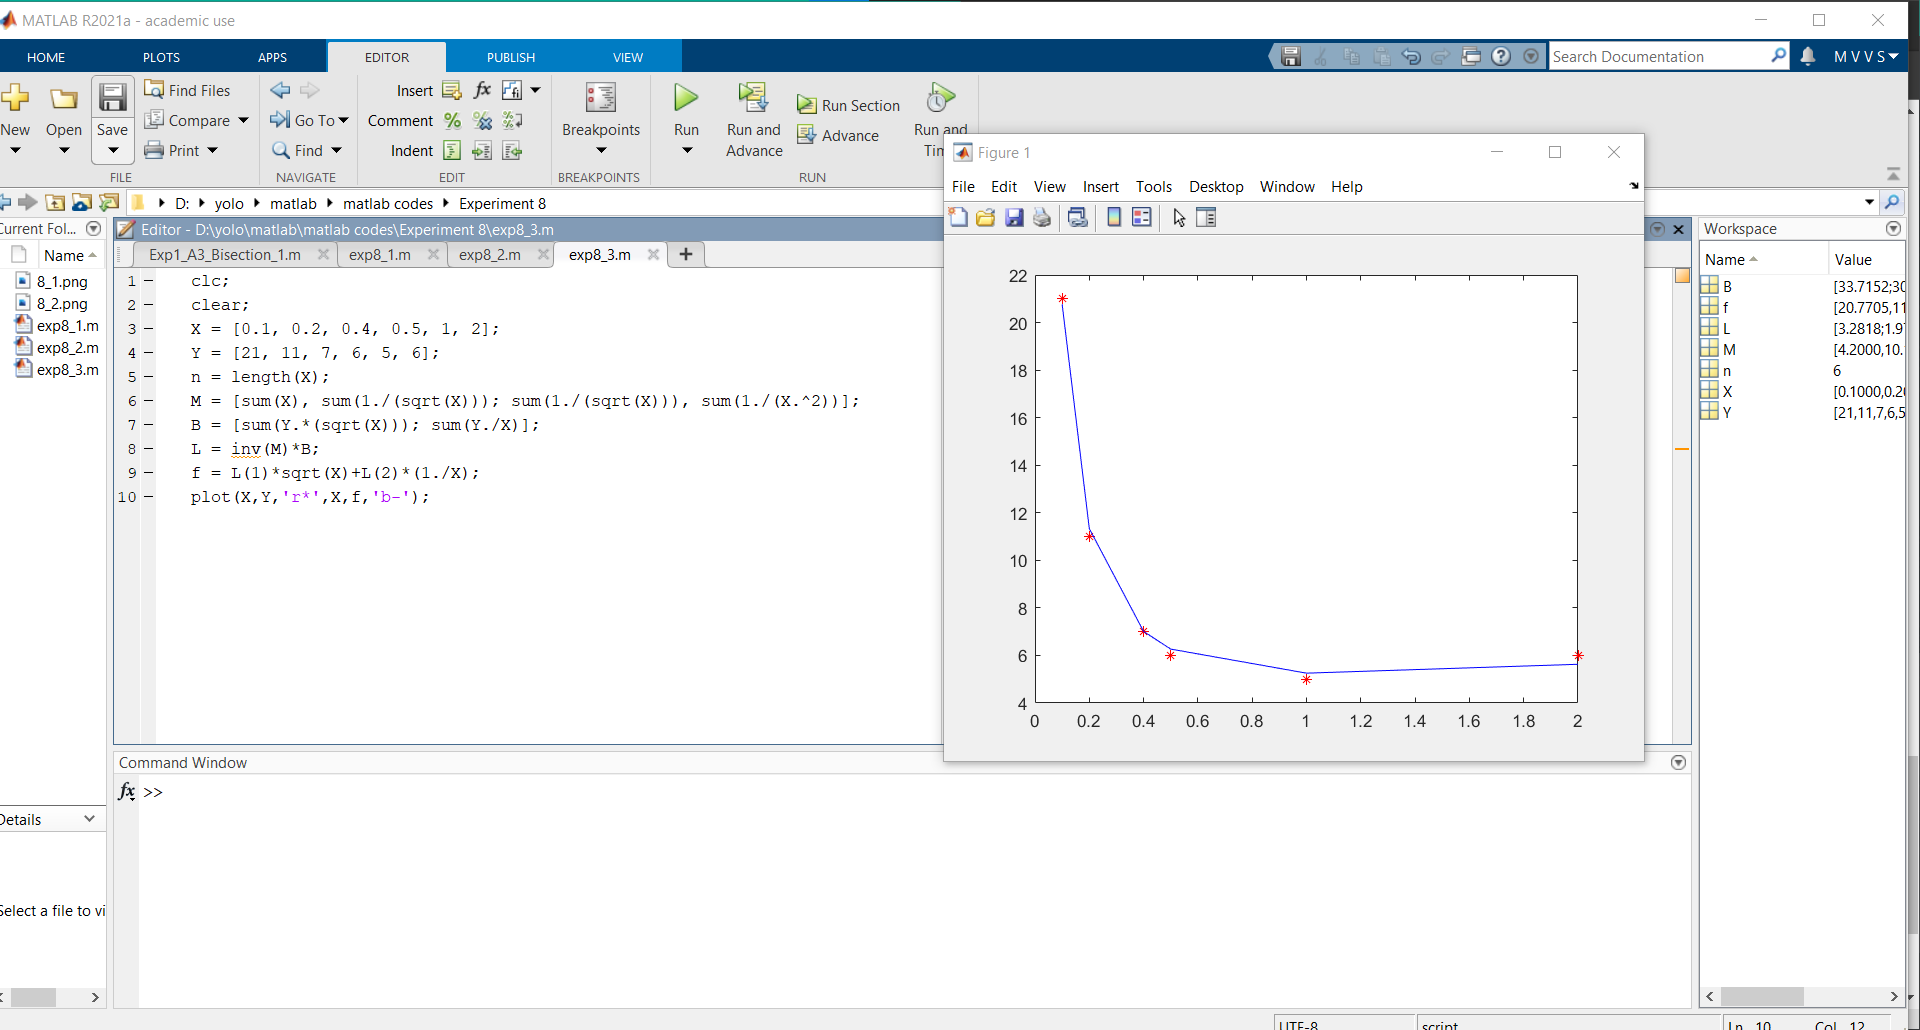 MATLAB R2021a - academic use
HOME PLOTS APPS EDITOR PUBLISH VIEW
Search Documentation
M V V S
New
Open
Save
Find Files
Compare
Print
FILE
Go To
Find
NAVIGATE
Insert
Comment
Indent
EDIT
Breakpoints
BREAKPOINTS
Run
Run and
Advance
Run Section
Advance
Run and
RUN
D: yolo matlab matlab codes Experiment 8
Name
8_1.png
8_2.png
exp8_1.m
exp8_2.m
exp8_3.m
Details
Select a file to vi
Editor - D:\yolo\matlab\matlab codes\Experiment 8\exp8_3.m
Exp1_A3_Bisection_1.m exp8_1.m exp8_2.m exp8_3.m
1 clc;
2 clear;
3 X = [0.1, 0.2, 0.4, 0.5, 1, 2];
4 Y = [21, 11, 7, 6, 5, 6];
5 n = length(X);
6 M = [sum(X), sum(1./(sqrt(X))); sum(1./(sqrt(X))), sum(1./(X.^2))];
7 B = [sum(Y.*(sqrt(X))); sum(Y./X)];
8 L = inv(M)*B;
9 f = L(1)*sqrt(X)+L(2)*(1./X);
10 plot(X,Y,'r*',X,f,'b-');
Figure 1
File Edit View Insert Tools Desktop Window Help
22
20
18
16
14
12
10
8
6
4
0 0.2 0.4 0.6 0.8 1 1.2 1.4 1.6 1.8 2
Command Window
fx >>
Workspace
Name Value
B [33.7152;30
f [20.7705,11
L [3.2818;1.9
M [4.2000,10.
n 6
X [0.1000,0.20
Y [21,11,7,6,5
UTF-8 script Ln 10 Col 12